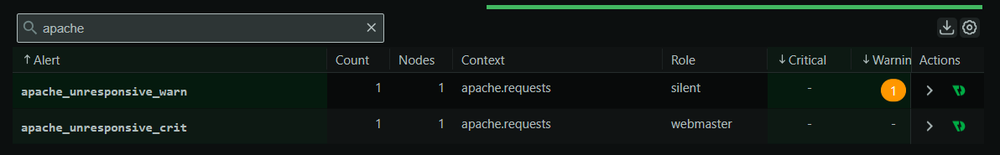 apache
Alert Count Nodes Context Role Critical Warnin Actions
apache_unresponsive_warn 1 1 apache.requests silent - 1
apache_unresponsive_crit 1 1 apache.requests webmaster - -